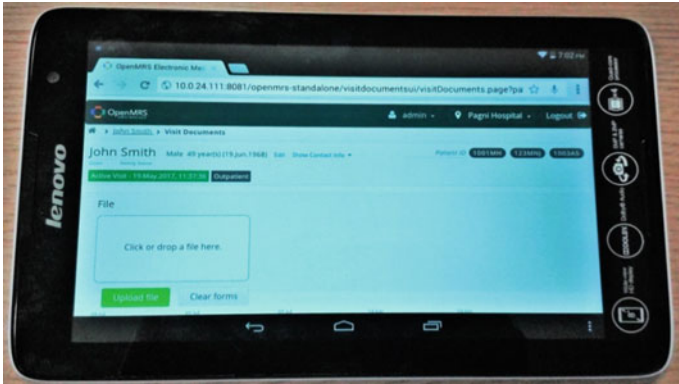 lenovo
7:02 PM
OpenMRS Electronic Me
10.0.24.111:8081/openmrs-standalone/visitdocumentsui/visitDocuments.page?pa
OpenMRS
admin
Pagni Hospital
Logout
John Smith
Visit Documents
John Smith Male 49 year(s) (19.Jun.1968) Edit Show Contact Info
Patient ID
Active Visit - 19.May.2017, 11:37:36 Outpatient
File
Click or drop a file here.
Upload file
Clear forms